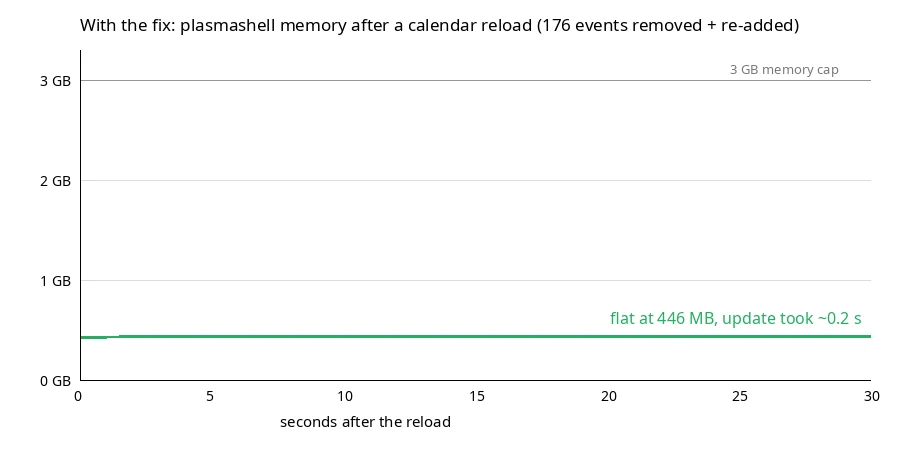 With the fix: plasmashell memory after a calendar reload (176 events removed + re-added)
3 GB memory cap
3 GB
2 GB
1 GB
flat at 446 MB, update took ~0.2 s
0 GB
0 5 10 15 20 25 30
seconds after the reload